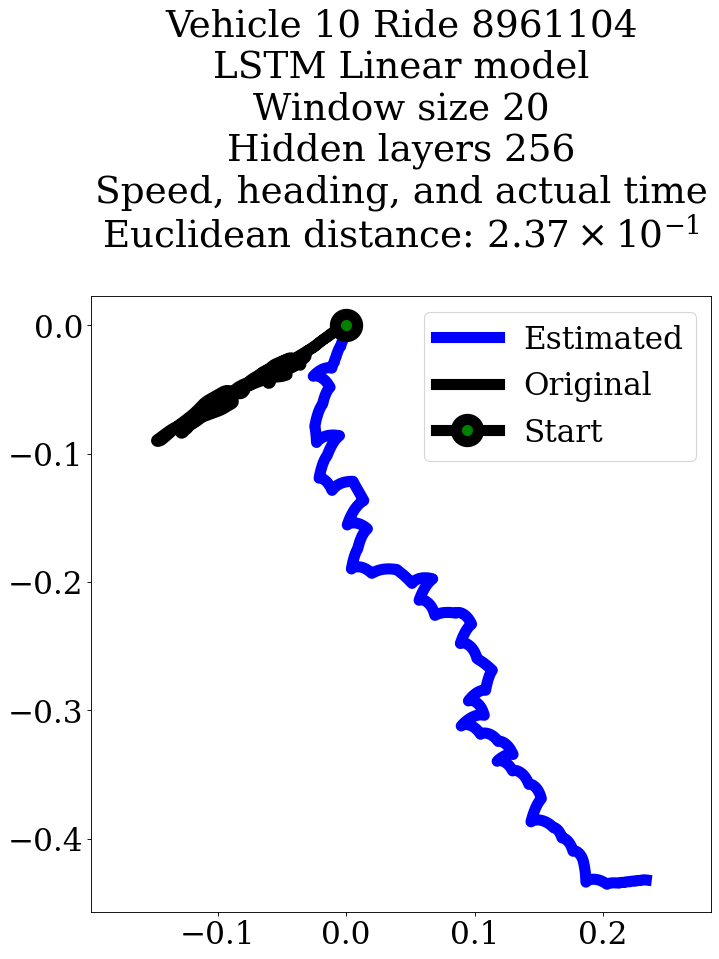 Vehicle 10 Ride 8961104
LSTM Linear model
Window size 20
Hidden layers 256
Speed, heading, and actual time
Euclidean distance: 2.37 × 10⁻¹
Estimated
Original
Start
0.0
−0.1
−0.2
−0.3
−0.4
−0.1 0.0 0.1 0.2